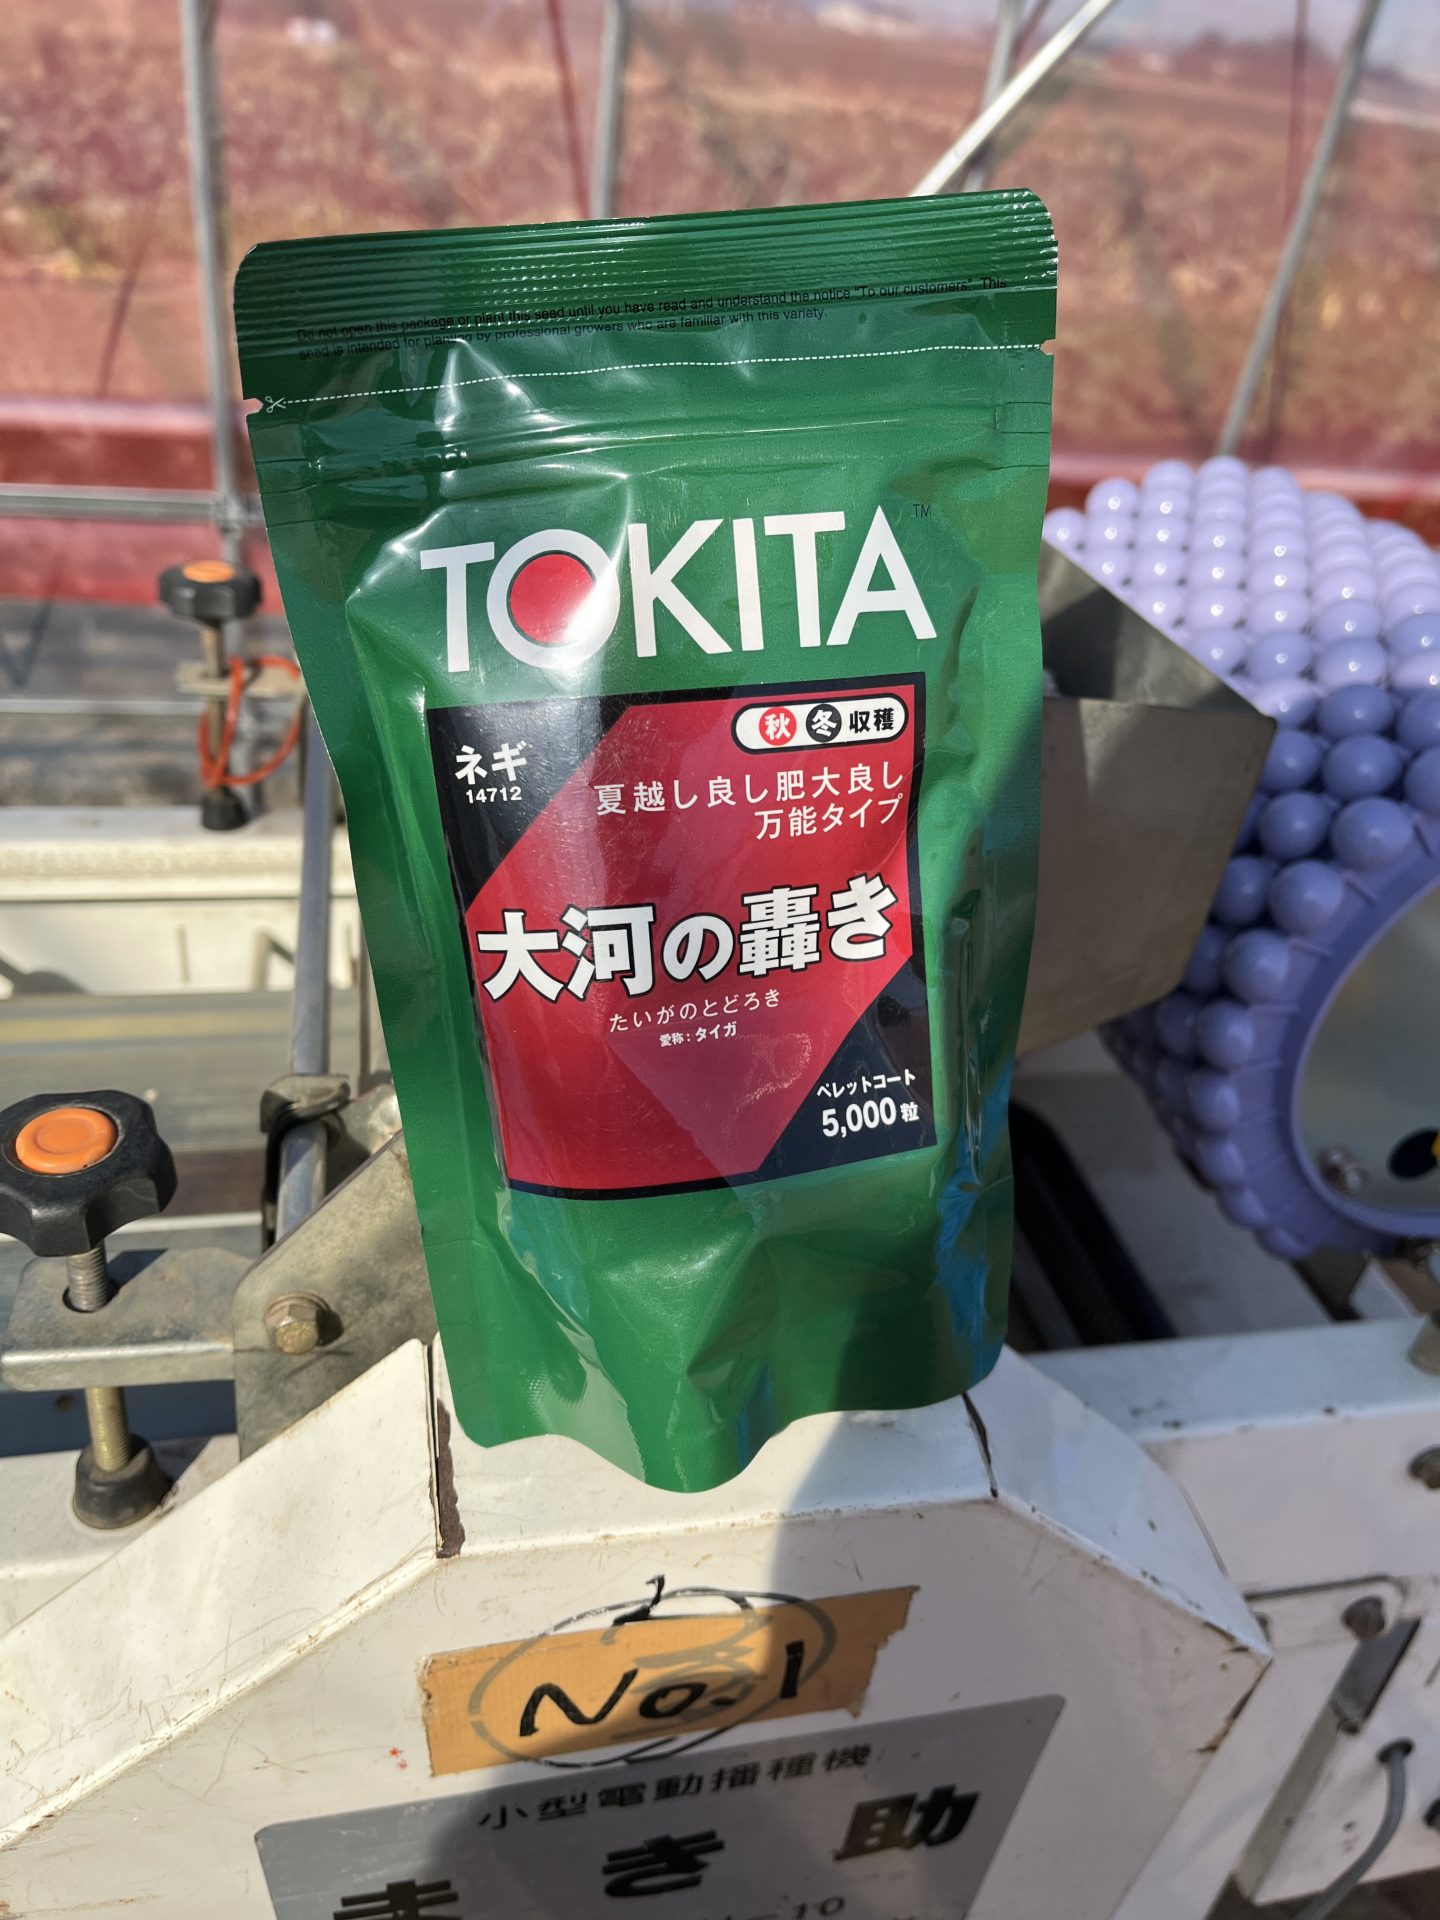 Do not open this package or plant this seed until you have read and understand the notice "To our customers". This
seed is intended for planting by professional growers who are familiar with this variety.
TOKITA™
秋冬収穫
ネギ
14712
夏越し良し肥大良し
万能タイプ
大河の轟き
たいがのとどろき
愛称：タイガ
ペレットコート
5,000粒
No.1
小型電動播種機
まき助